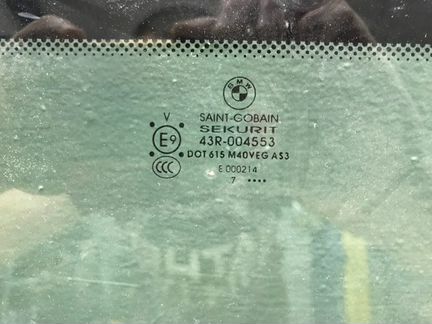 BMW
V
SAINT-GOBAIN
SEKURIT
E9
43R-004553
DOT 615 M40VEG AS3
CCC
E 000214
7 ••••